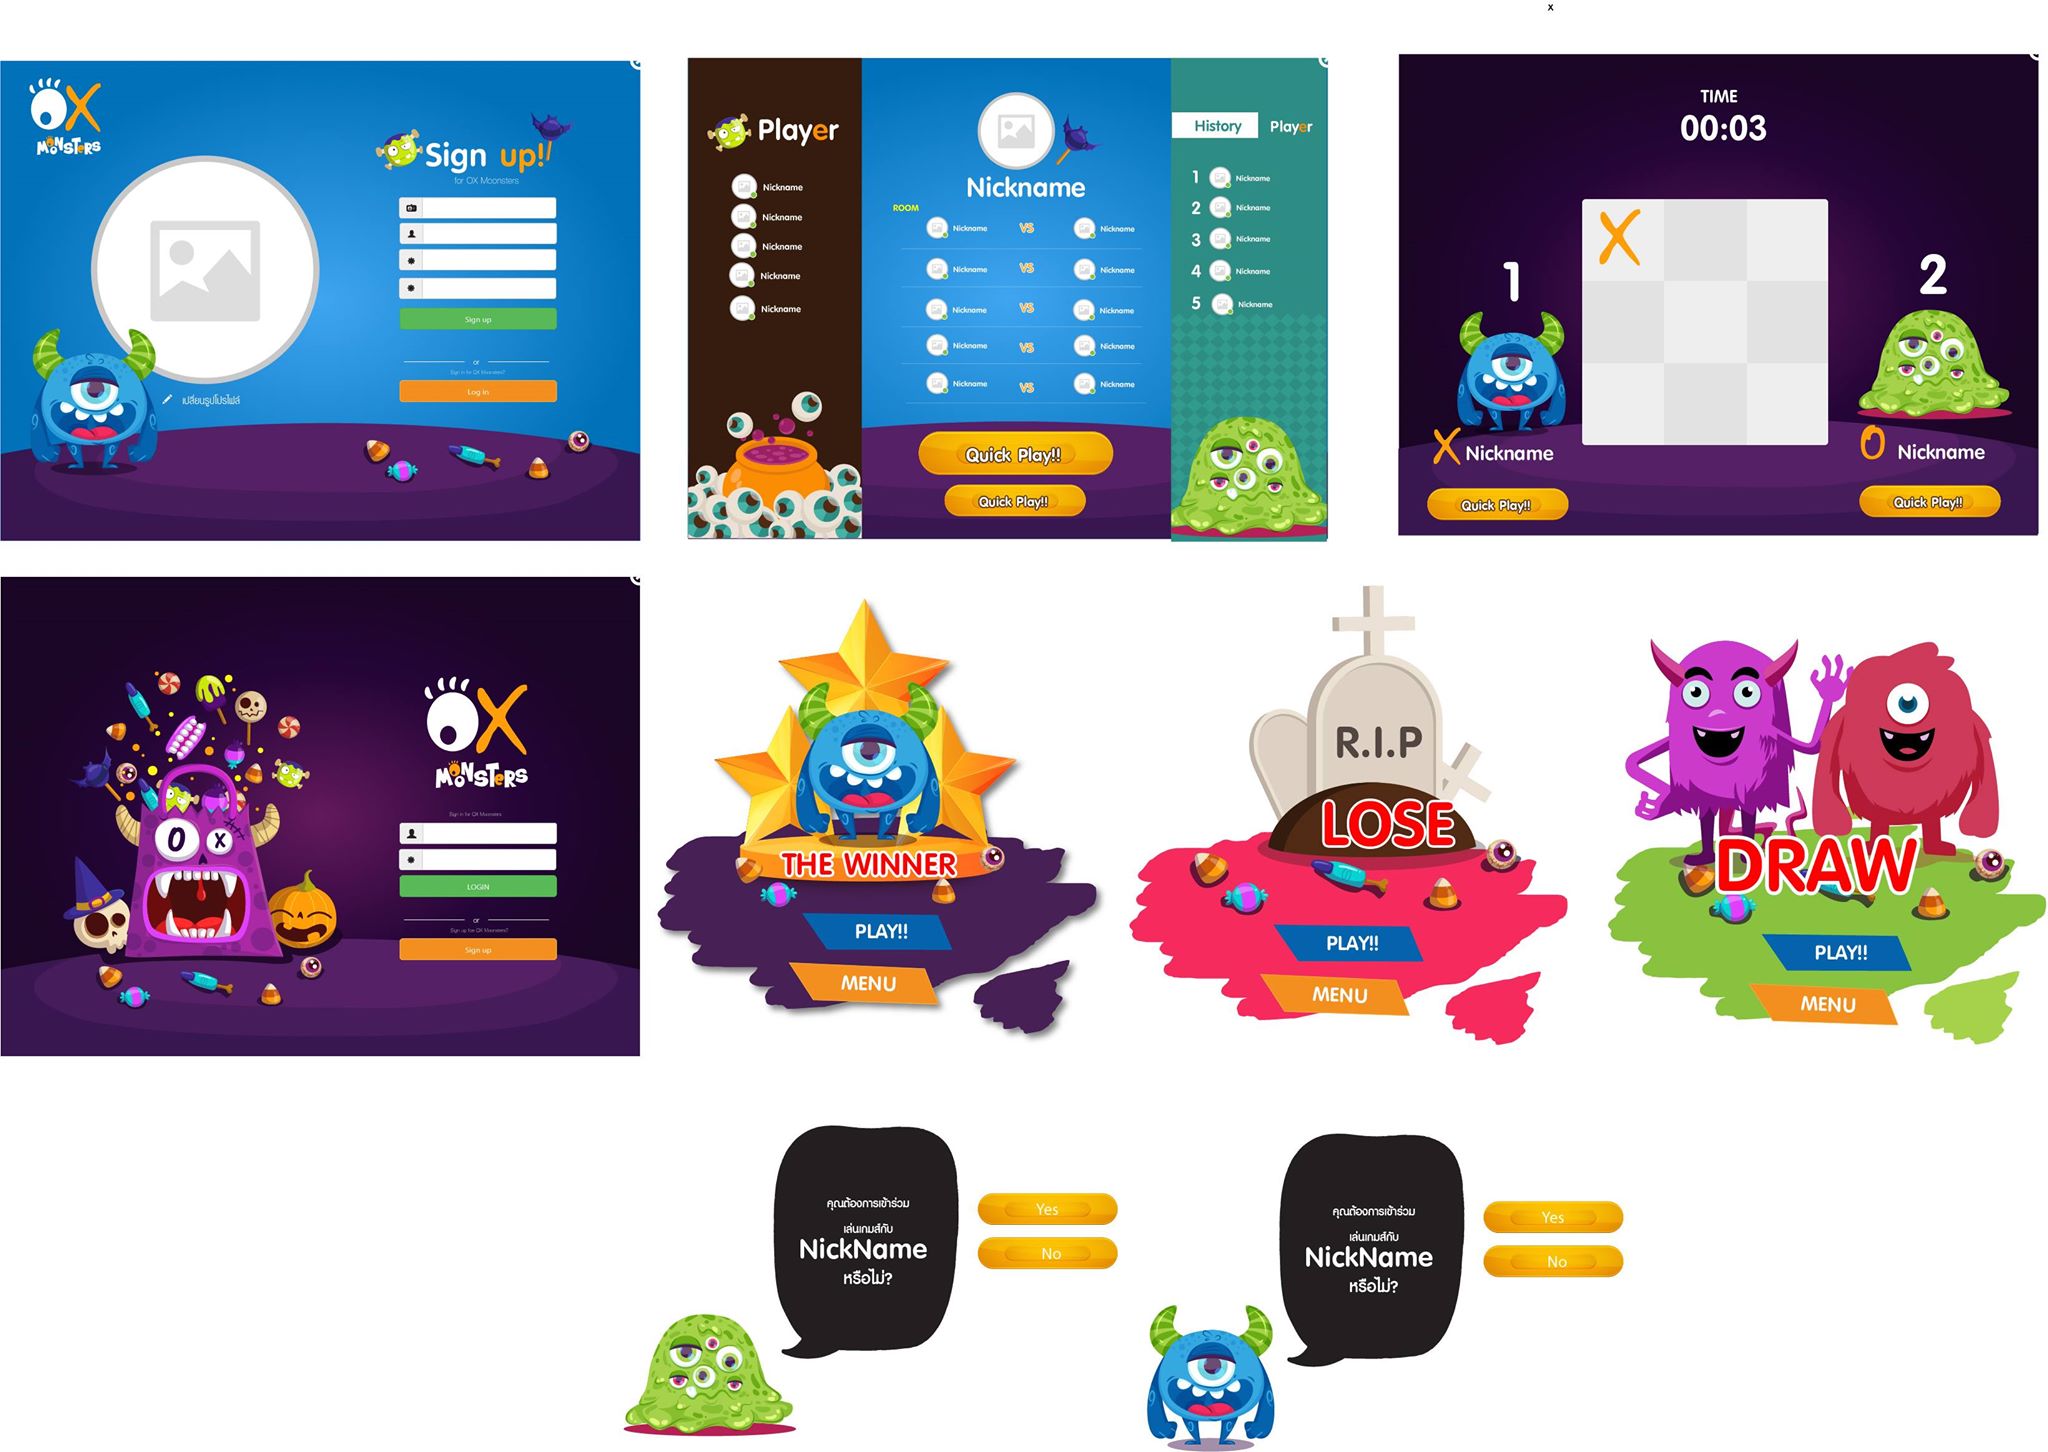 x
OX
MONSTERS
Sign up!!
for OX Moonsters
Sign up
or
Sign in for OX Moonsters?
Log in
เปลี่ยนรูปโปรไฟล์
Player
Nickname
Nickname
Nickname
Nickname
Nickname
Nickname
ROOM
Nickname VS Nickname
Nickname VS Nickname
Nickname VS Nickname
Nickname VS Nickname
Nickname VS Nickname
Quick Play!!
Quick Play!!
History Player
1 Nickname
2 Nickname
3 Nickname
4 Nickname
5 Nickname
TIME
00:03
X
1
2
X Nickname
O Nickname
Quick Play!!
Quick Play!!
O X
OX
MONSTERS
Sign in for OX Moonsters
LOGIN
or
Sign up foe OX Moonsters?
Sign up
THE WINNER
PLAY!!
MENU
R.I.P
LOSE
PLAY!!
MENU
DRAW
PLAY!!
MENU
คุณต้องการเข้าร่วม
เล่นเกมส์กับ
NickName
หรือไม่?
Yes
No
คุณต้องการเข้าร่วม
เล่นเกมส์กับ
NickName
หรือไม่?
Yes
No